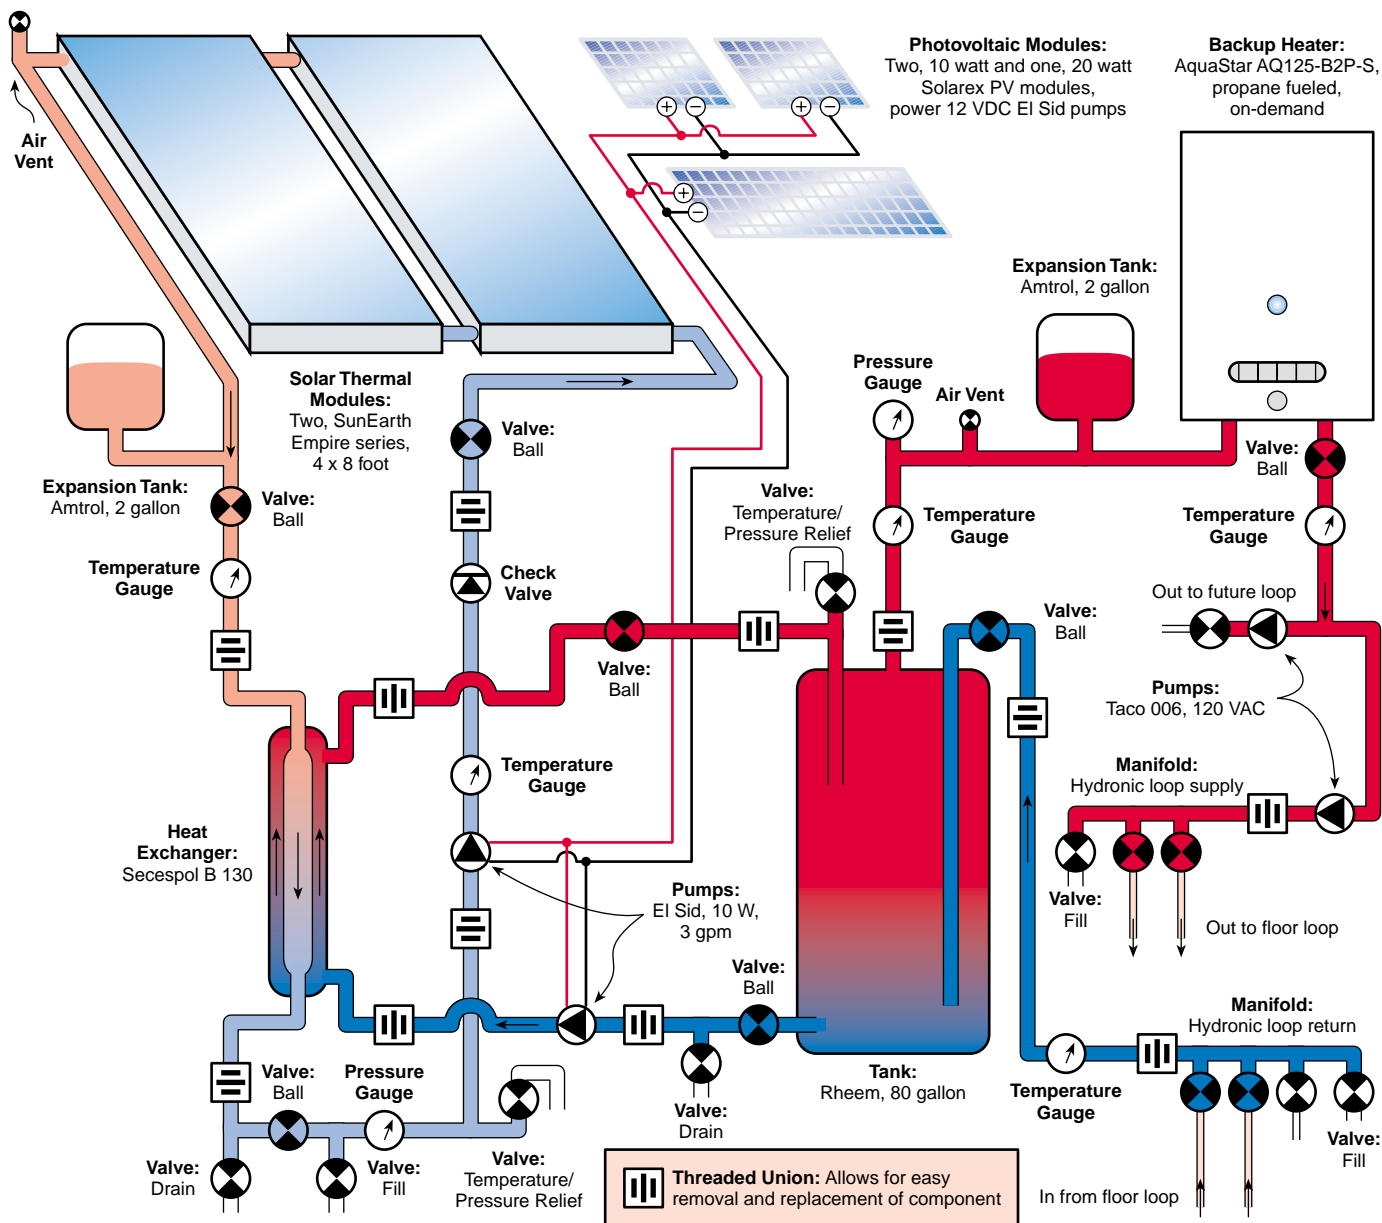 Photovoltaic Modules:
Two, 10 watt and one, 20 watt
Solarex PV modules,
power 12 VDC El Sid pumps
Backup Heater:
AquaStar AQ125-B2P-S,
propane fueled,
on-demand
Air
Vent
+
−
+
−
+
−
Expansion Tank:
Amtrol, 2 gallon
Solar Thermal
Modules:
Two, SunEarth
Empire series,
4 x 8 foot
Pressure
Gauge
Air Vent
Valve:
Ball
Valve:
Ball
Expansion Tank:
Amtrol, 2 gallon
Valve:
Ball
Valve:
Temperature/
Pressure Relief
Temperature
Gauge
Temperature
Gauge
Temperature
Gauge
Check
Valve
Out to future loop
Valve:
Ball
Valve:
Ball
Pumps:
Taco 006, 120 VAC
Temperature
Gauge
Manifold:
Hydronic loop supply
Heat
Exchanger:
Secespol B 130
Pumps:
El Sid, 10 W,
3 gpm
Valve:
Fill
Out to floor loop
Valve:
Ball
Manifold:
Hydronic loop return
Valve:
Ball
Pressure
Gauge
Tank:
Rheem, 80 gallon
Temperature
Gauge
Valve:
Drain
Valve:
Fill
Valve:
Drain
Valve:
Fill
Valve:
Temperature/
Pressure Relief
Threaded Union: Allows for easy
removal and replacement of component
In from floor loop